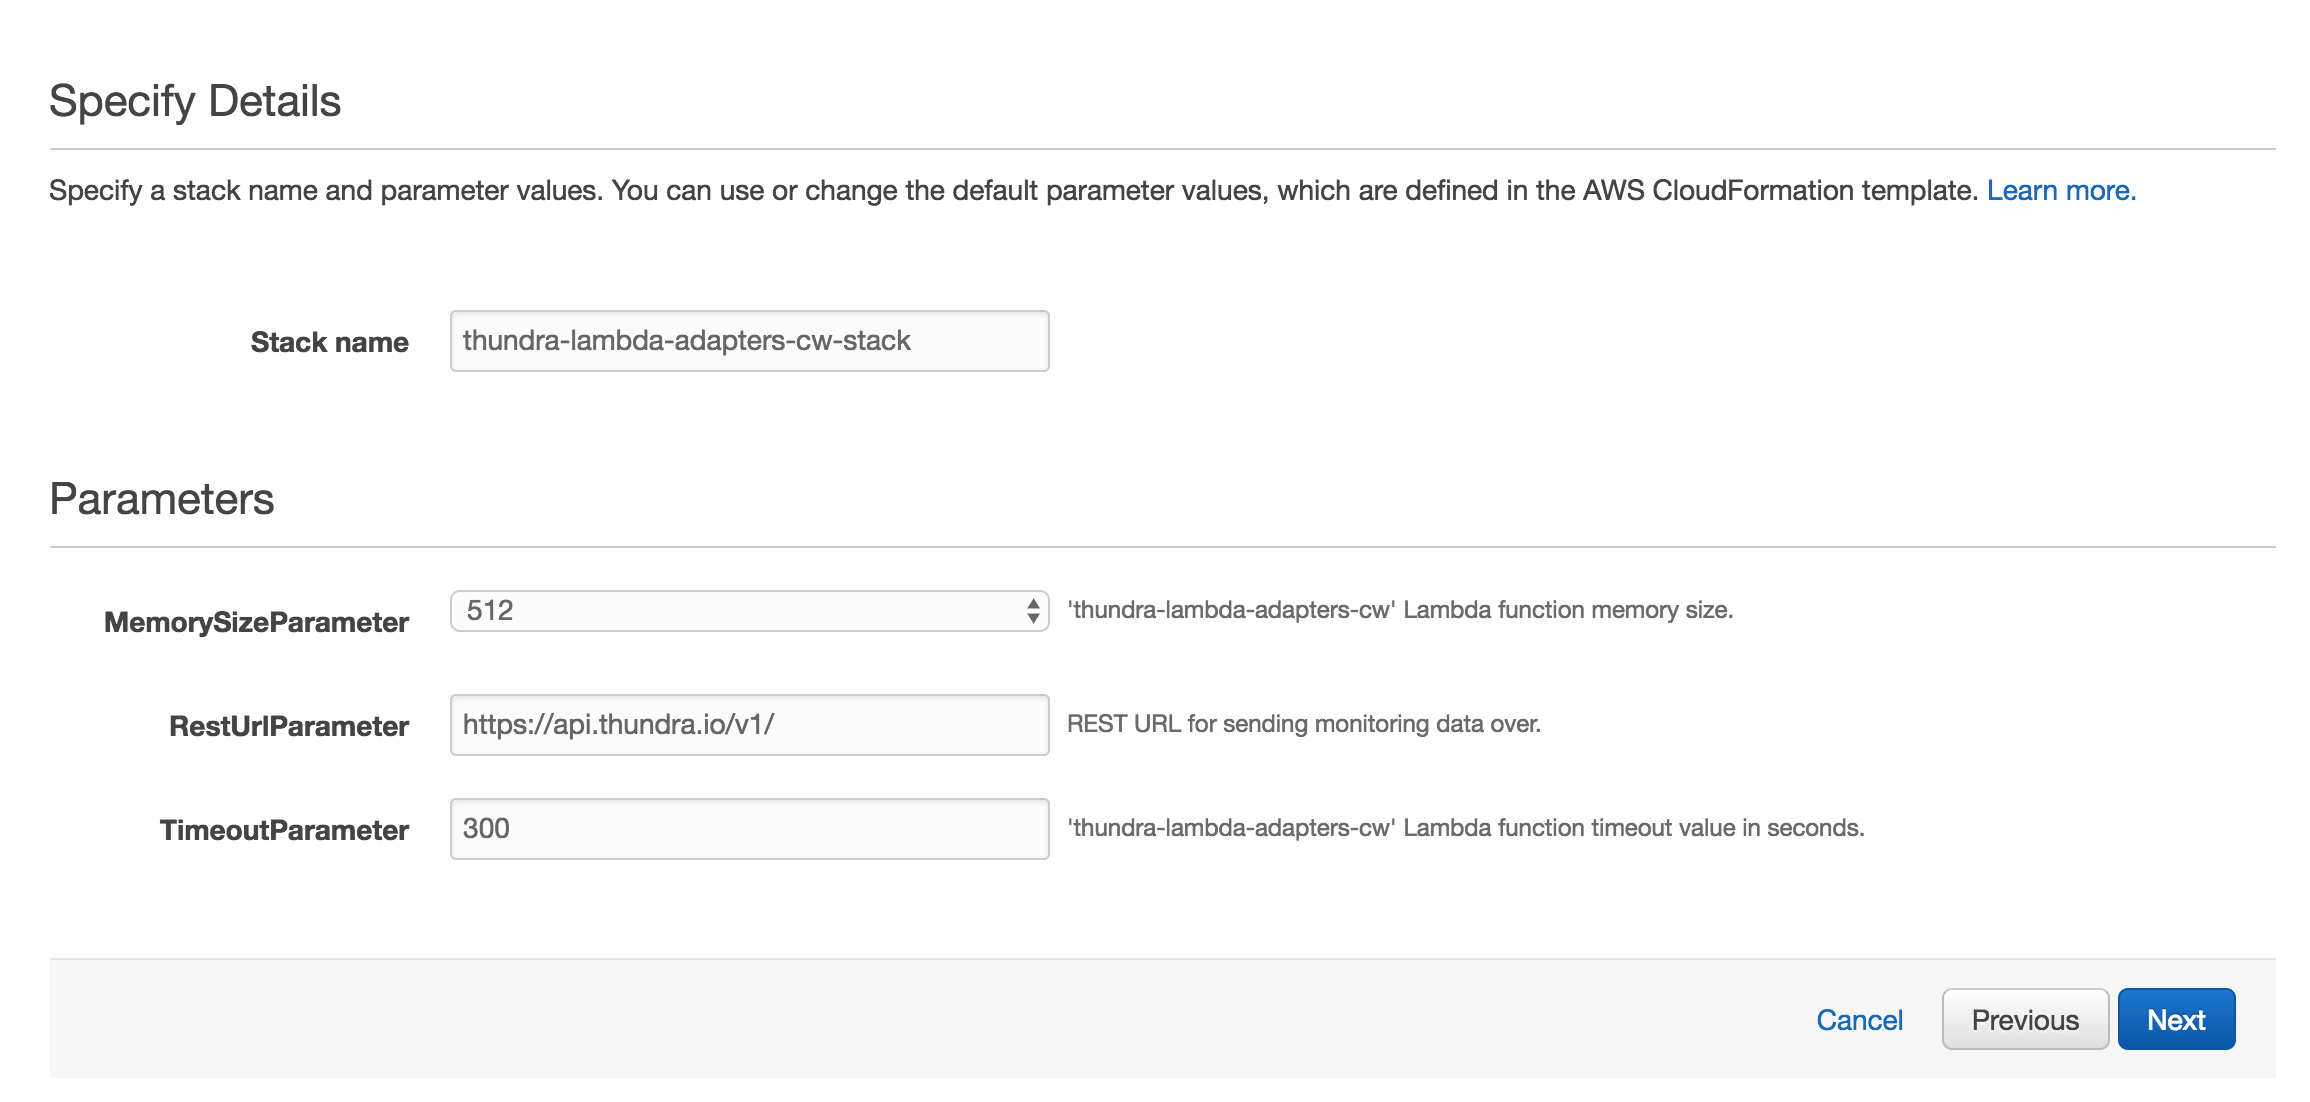 Specify Details
Specify a stack name and parameter values. You can use or change the default parameter values, which are defined in the AWS CloudFormation template. Learn more.
Stack name thundra-lambda-adapters-cw-stack
Parameters
MemorySizeParameter 512 'thundra-lambda-adapters-cw' Lambda function memory size.
RestUrlParameter https://api.thundra.io/v1/ REST URL for sending monitoring data over.
TimeoutParameter 300 'thundra-lambda-adapters-cw' Lambda function timeout value in seconds.
Cancel Previous Next